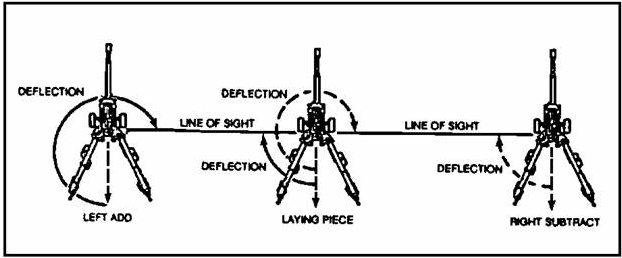 DEFLECTION
LINE OF SIGHT
DEFLECTION
LINE OF SIGHT
DEFLECTION
DEFLECTION
LEFT ADD
LAYING PIECE
RIGHT SUBTRACT